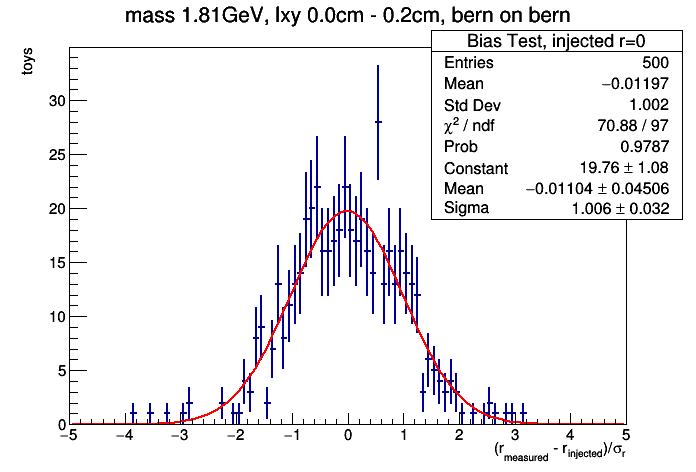 mass 1.81GeV, lxy 0.0cm - 0.2cm, bern on bern
Bias Test, injected r=0
Entries 500
Mean −0.01197
Std Dev 1.002
χ² / ndf 70.88 / 97
Prob 0.9787
Constant 19.76 ± 1.08
Mean −0.01104 ± 0.04506
Sigma 1.006 ± 0.032
toys
30
25
20
15
10
5
0
−5 −4 −3 −2 −1 0 1 2 3 4 5
(r_measured - r_injected)/σ_r